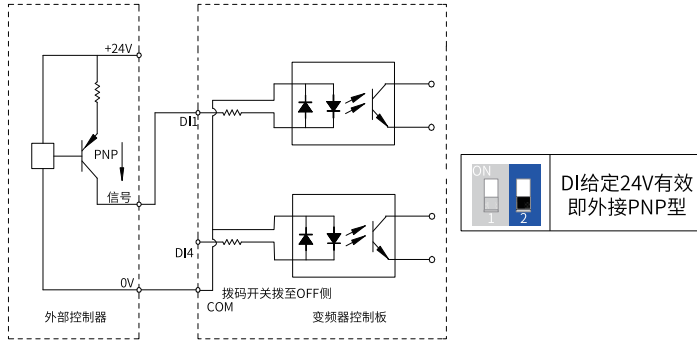 +24V
DI1
PNP
信号
DI4
0V
拨码开关拨至OFF侧
COM
外部控制器
变频器控制板
ON
1
2
DI给定24V有效
即外接PNP型